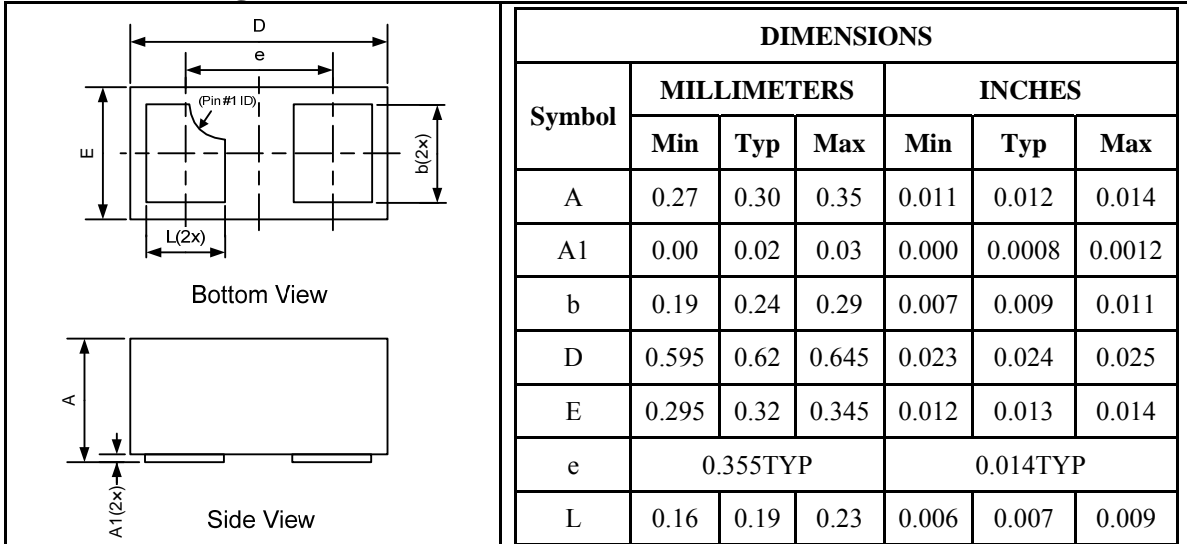 D
e
(Pin#1 ID)
E
b(2x)
L(2x)
Bottom View
A
A1(2x)
Side View
DIMENSIONS
Symbol MILLIMETERS INCHES
Min Typ Max Min Typ Max
A 0.27 0.30 0.35 0.011 0.012 0.014
A1 0.00 0.02 0.03 0.000 0.0008 0.0012
b 0.19 0.24 0.29 0.007 0.009 0.011
D 0.595 0.62 0.645 0.023 0.024 0.025
E 0.295 0.32 0.345 0.012 0.013 0.014
e 0.355TYP 0.014TYP
L 0.16 0.19 0.23 0.006 0.007 0.009